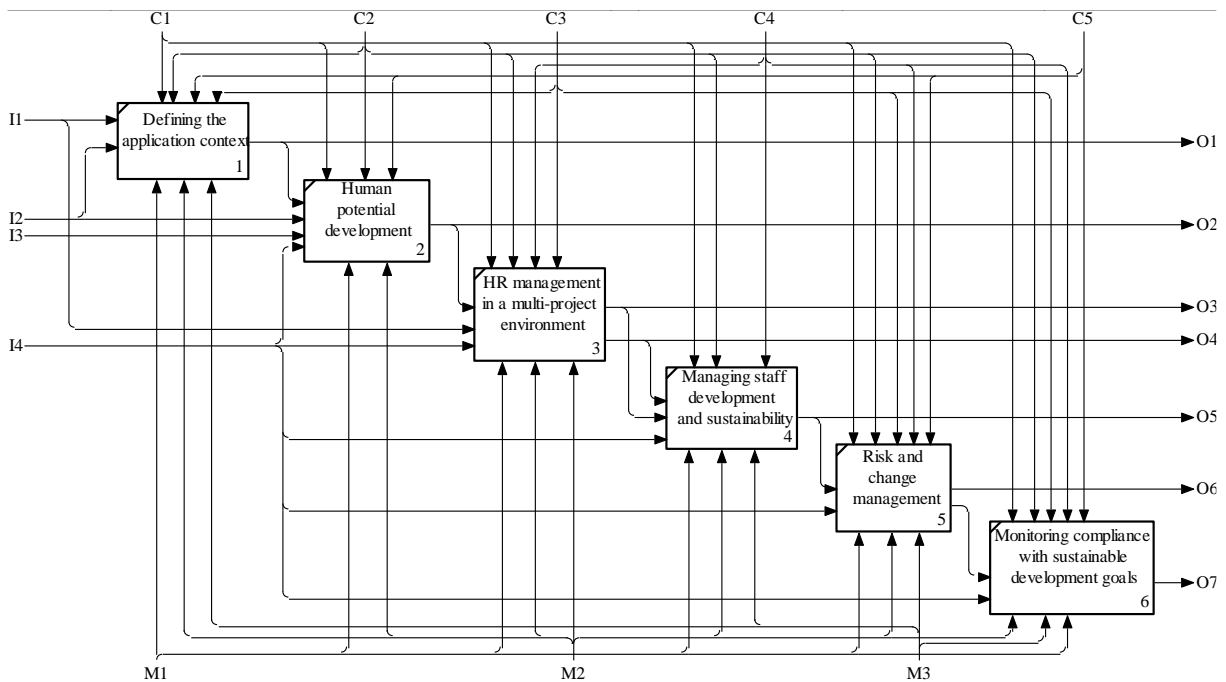 C1
C2
C3
C4
C5
I1
Defining the
application context
1
O1
I2
I3
Human
potential
development
2
O2
HR management
in a multi-project
environment
3
O3
I4
O4
Managing staff
development
and sustainability
4
O5
Risk and
change
management
5
O6
Monitoring compliance
with sustainable
development goals
6
O7
M1
M2
M3